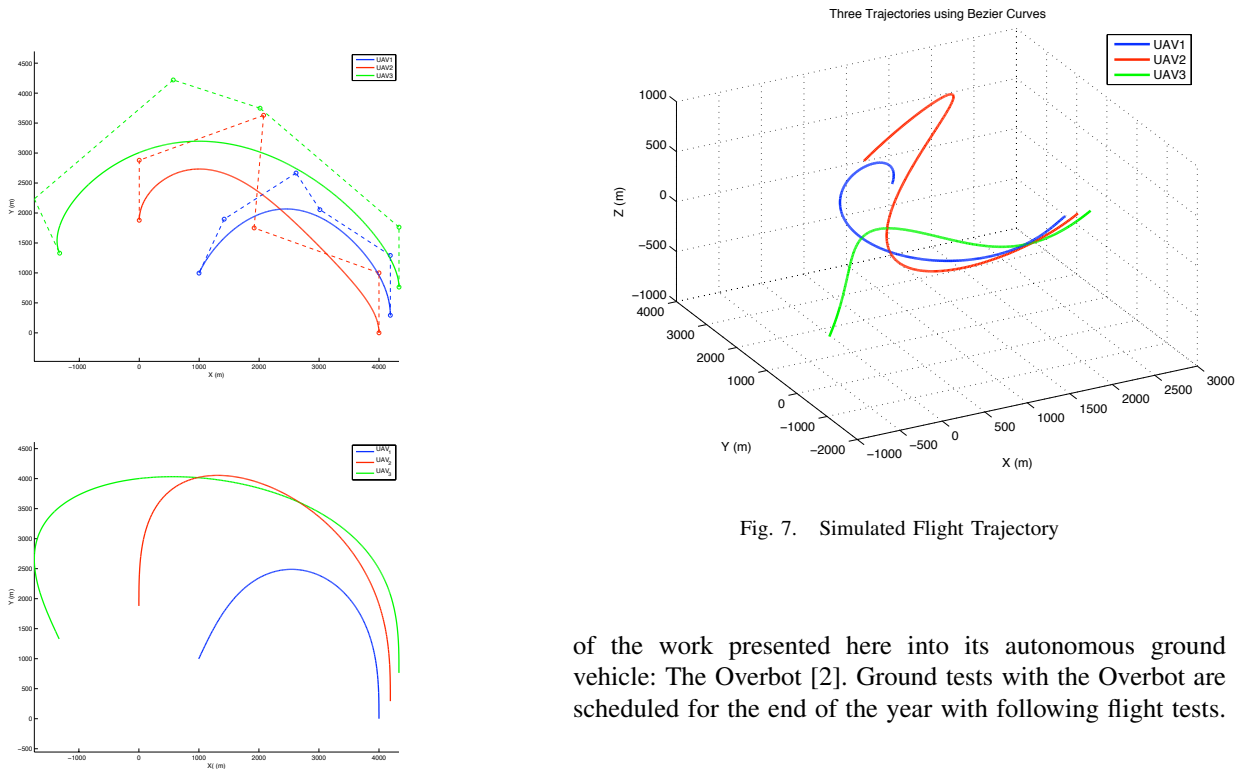 4500
4000
3500
3000
2500
2000
1500
1000
500
0
Y (m)
−1000 0 1000 2000 3000 4000
X (m)
UAV1
UAV2
UAV3
4500
4000
3500
3000
2500
2000
1500
1000
500
0
−500
Y (m)
−1000 0 1000 2000 3000 4000
X( (m)
Three Trajectories using Bezier Curves
UAV1
UAV2
UAV3
1000
500
0
−500
−1000
Z (m)
4000
3000
2000
1000
0
−1000
−2000
Y (m)
−1000
−500
0
500
1000
1500
2000
2500
3000
X (m)
Fig. 7. Simulated Flight Trajectory
of the work presented here into its autonomous ground
vehicle: The Overbot [2]. Ground tests with the Overbot are
scheduled for the end of the year with following flight tests.